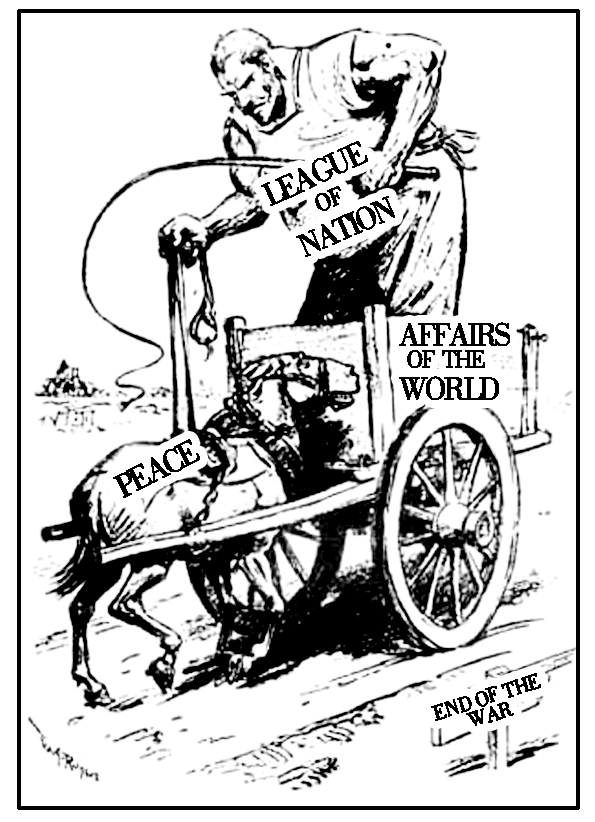 LEAGUE
OF
NATION
AFFAIRS
OF THE
WORLD
PEACE
END OF THE
WAR